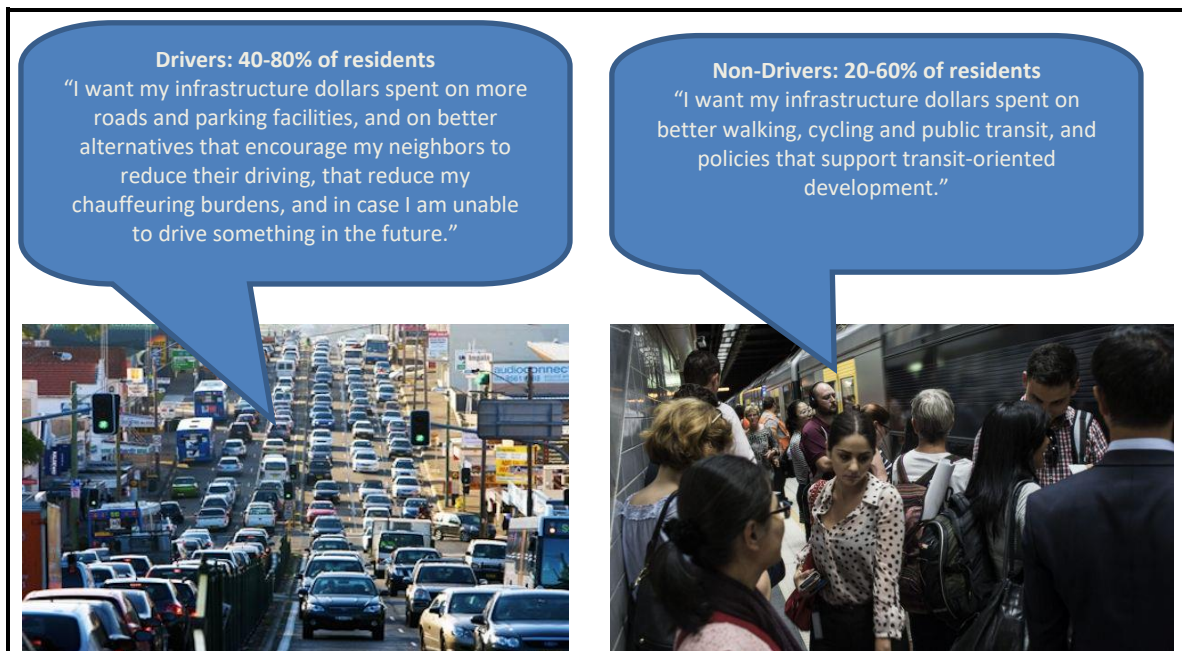 Drivers: 40-80% of residents
“I want my infrastructure dollars spent on more
roads and parking facilities, and on better
alternatives that encourage my neighbors to
reduce their driving, that reduce my
chauffeuring burdens, and in case I am unable
to drive something in the future.”
Non-Drivers: 20-60% of residents
“I want my infrastructure dollars spent on
better walking, cycling and public transit, and
policies that support transit-oriented
development.”
audioconnect